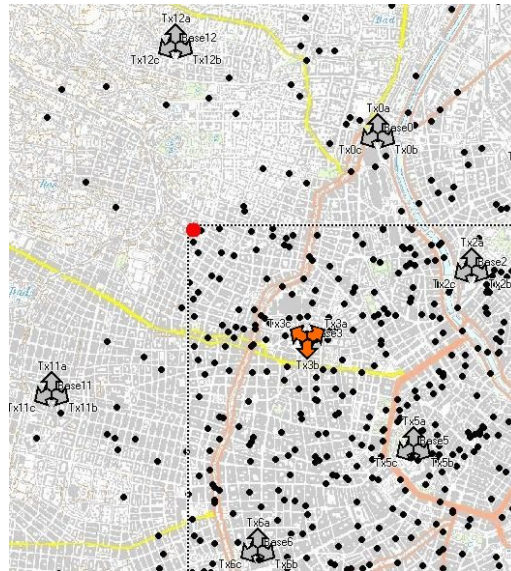 Tx12a
Base12
Tx12c
Tx12b
Bad
Tx0a
Base0
Tx0c
Tx0b
Tx2a
Base2
Tx2c
Tx2b
Tx3c
Tx3a
Tx3b
Tx11a
Base11
Tx11c
Tx11b
Tx5a
Base5
Tx5c
Tx5b
Tx6a
Base6
Tx6c
Tx6b